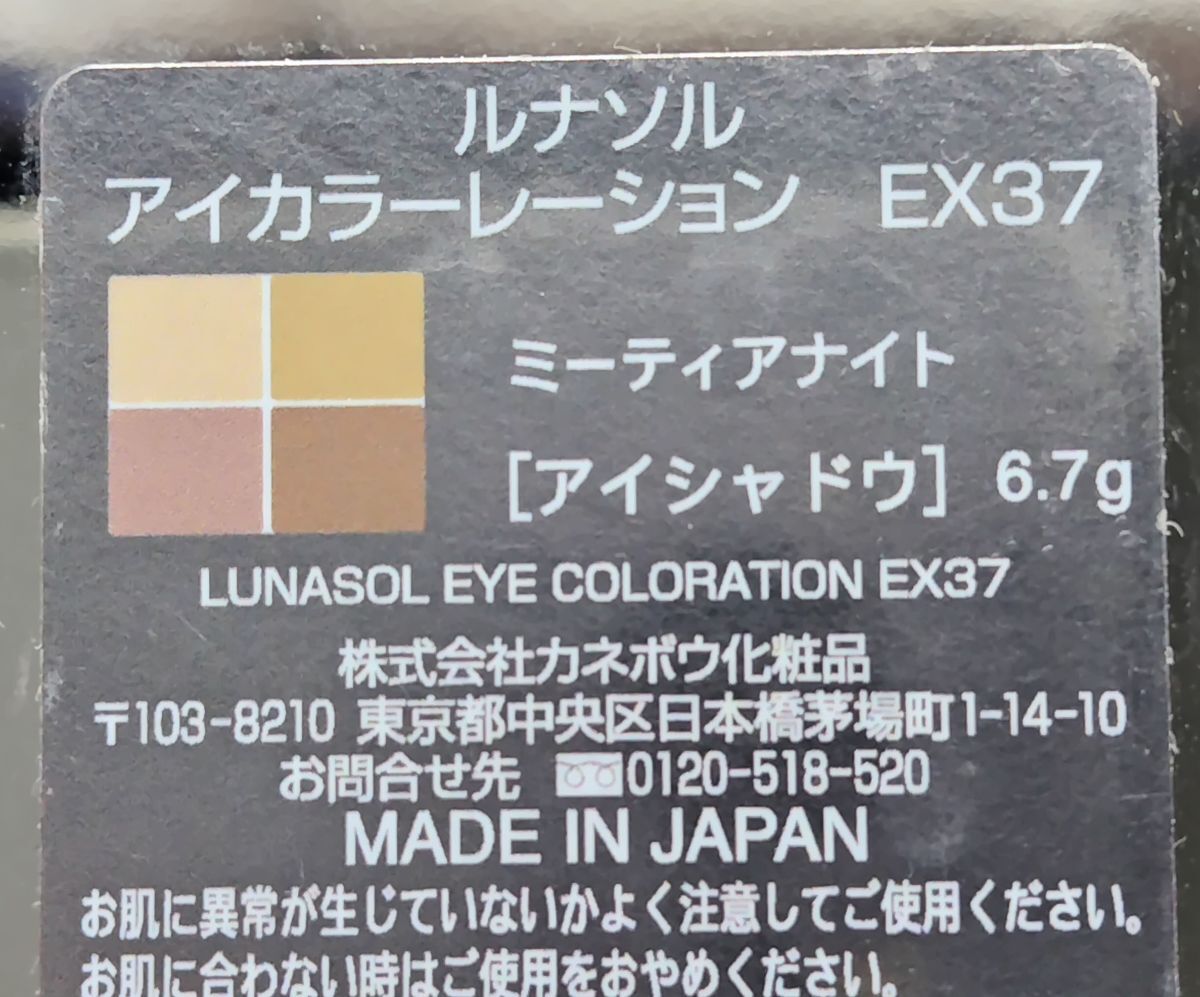 ルナソル
アイカラーレーション EX37
ミーティアナイト
[アイシャドウ] 6.7g
LUNASOL EYE COLORATION EX37
株式会社カネボウ化粧品
〒103-8210 東京都中央区日本橋茅場町1-14-10
お問合せ先 0120-518-520
MADE IN JAPAN
お肌に異常が生じていないかよく注意してご使用ください。
お肌に合わない時はご使用をおやめください。